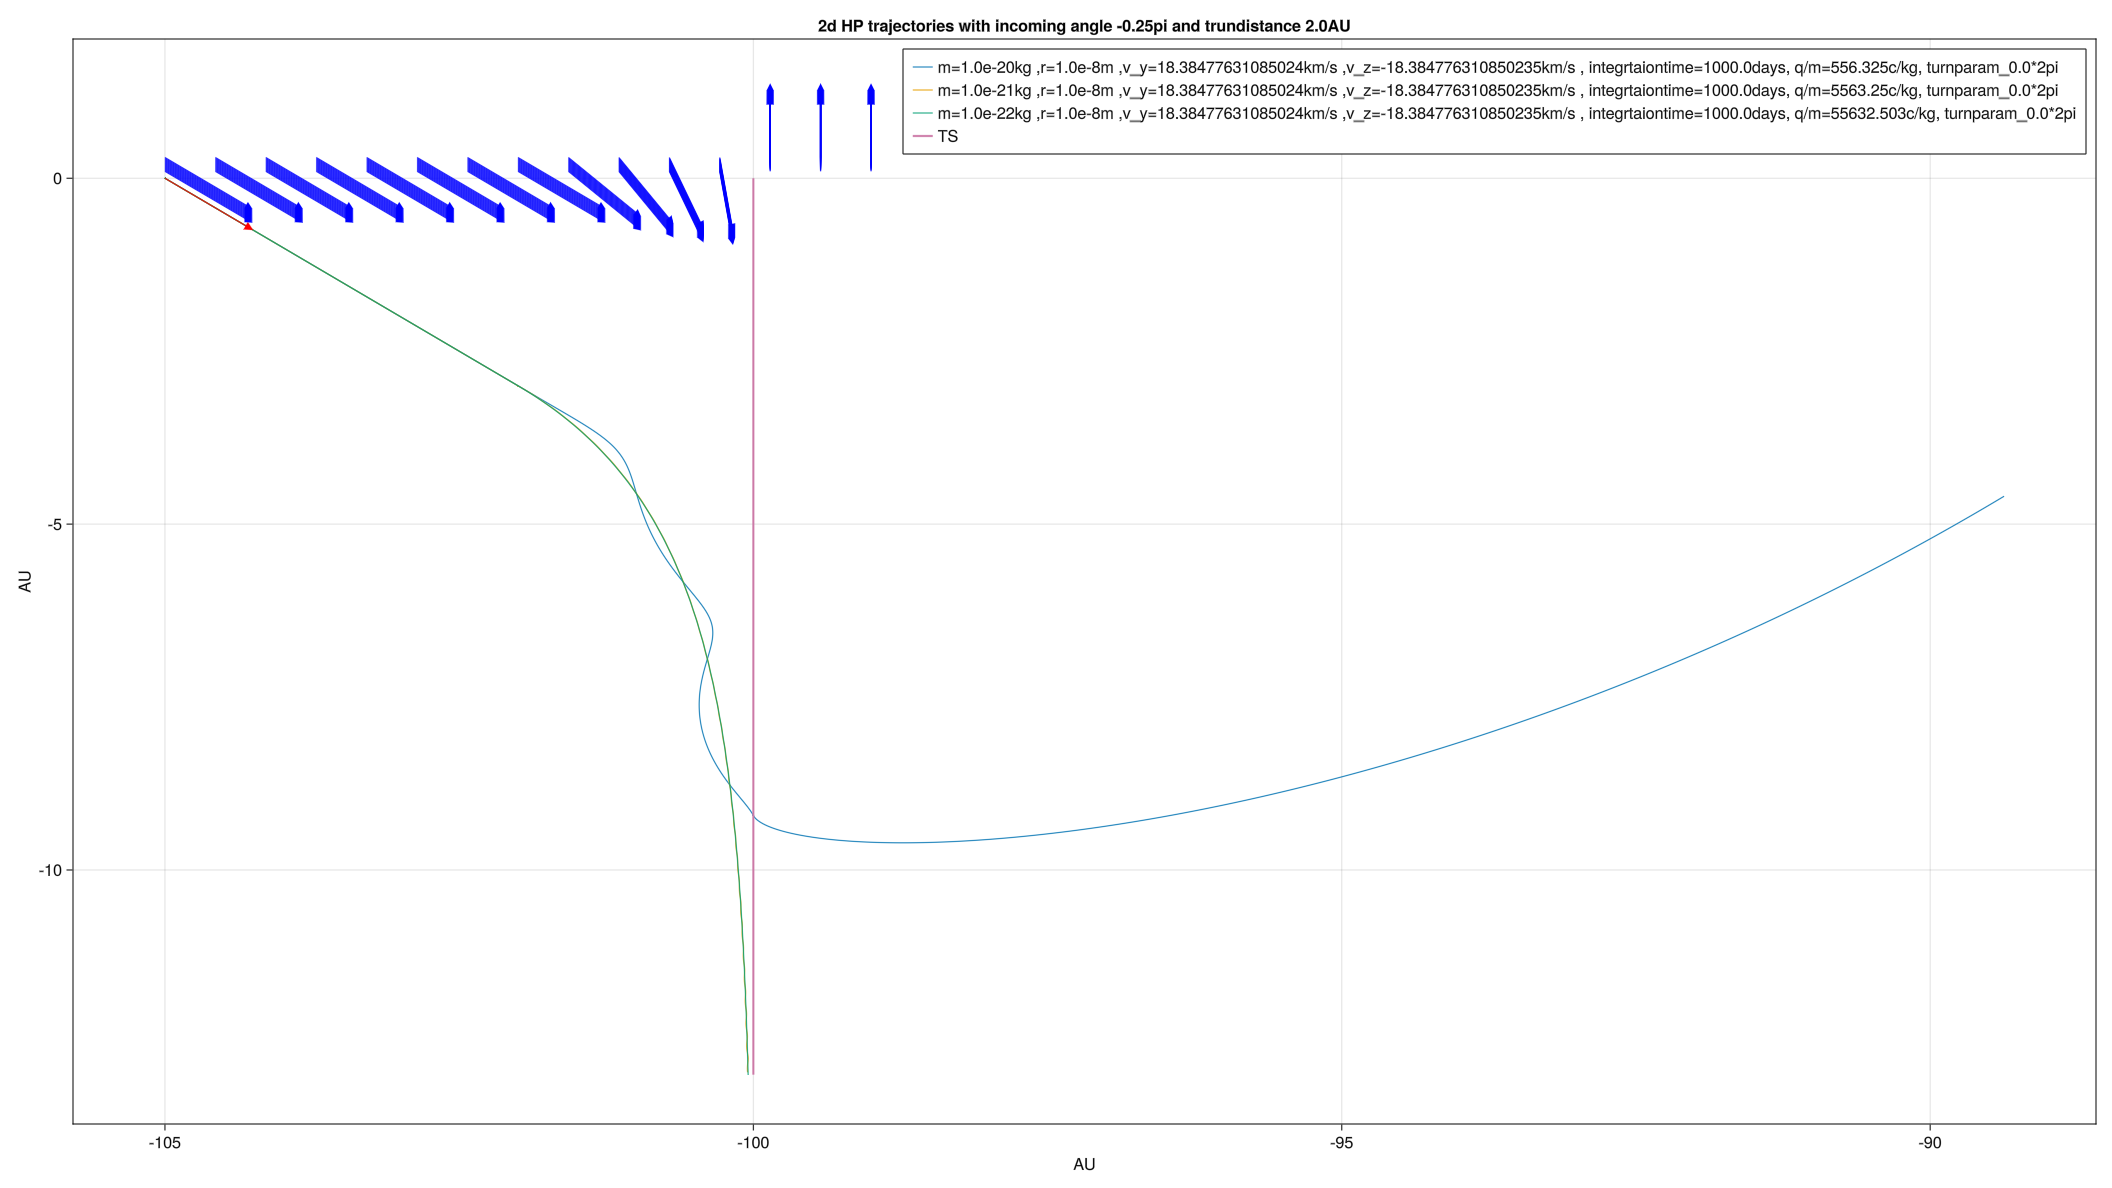 2d HP trajectories with incoming angle -0.25pi and trundistance 2.0AU
m=1.0e-20kg ,r=1.0e-8m ,v_y=18.38477631085024km/s ,v_z=-18.384776310850235km/s , integrtaiontime=1000.0days, q/m=556.325c/kg, turnparam_0.0*2pi
m=1.0e-21kg ,r=1.0e-8m ,v_y=18.38477631085024km/s ,v_z=-18.384776310850235km/s , integrtaiontime=1000.0days, q/m=5563.25c/kg, turnparam_0.0*2pi
m=1.0e-22kg ,r=1.0e-8m ,v_y=18.38477631085024km/s ,v_z=-18.384776310850235km/s , integrtaiontime=1000.0days, q/m=55632.503c/kg, turnparam_0.0*2pi
TS
0
-5
-10
AU
-105
-100
-95
-90
AU